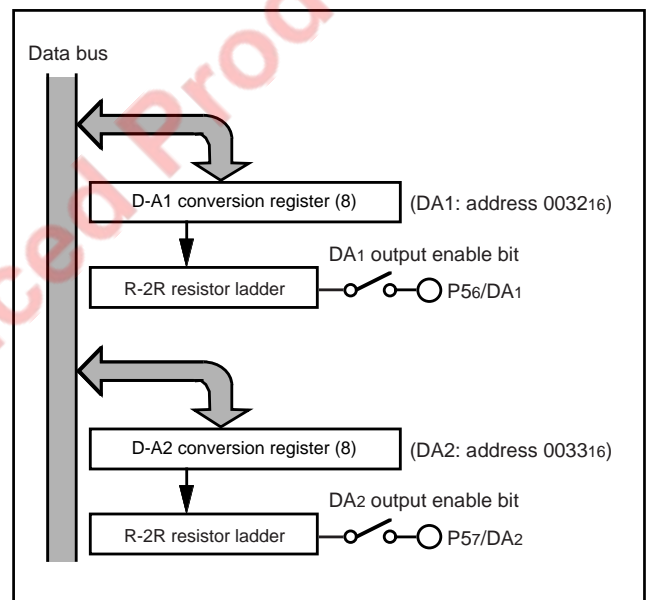 Data bus
D-A1 conversion register (8) (DA1: address 003216)
DA1 output enable bit
R-2R resistor ladder P56/DA1
D-A2 conversion register (8) (DA2: address 003316)
DA2 output enable bit
R-2R resistor ladder P57/DA2